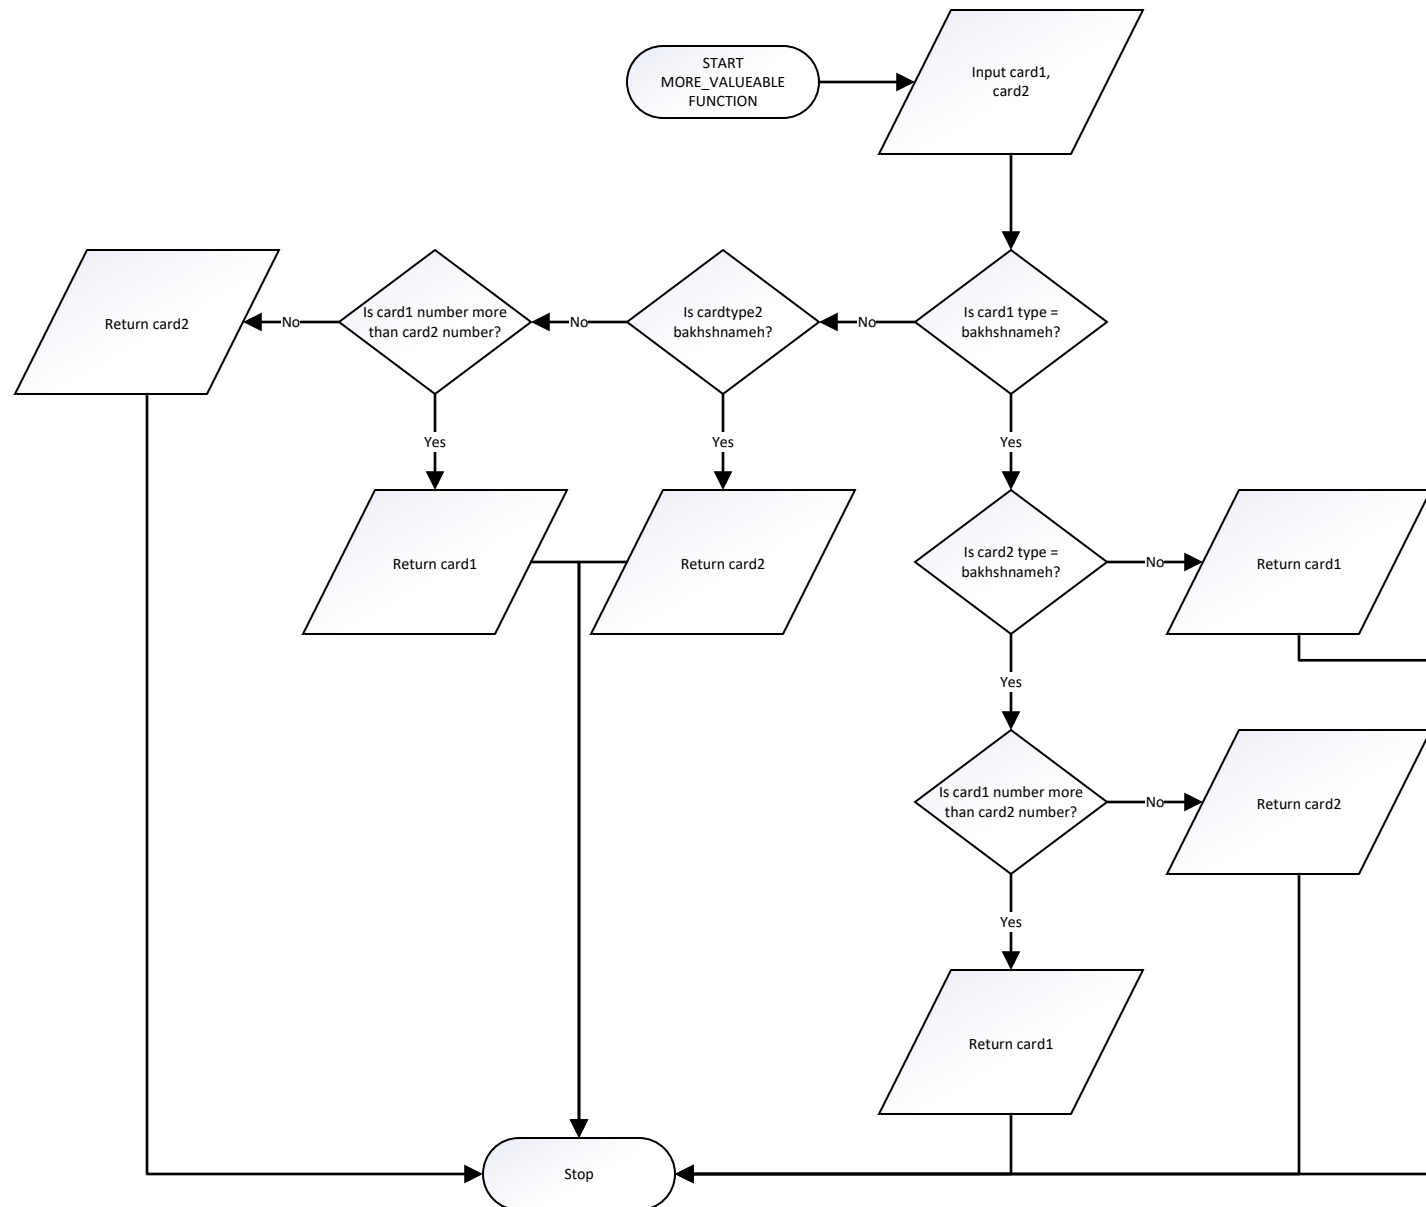 START
MORE_VALUEABLE
FUNCTION
Input card1,
card2
Return card2
No
Is card1 number more
than card2 number?
No
Is cardtype2
bakhshnameh?
No
Is card1 type =
bakhshnameh?
Yes
Yes
Yes
Return card1
Return card2
Is card2 type =
bakhshnameh?
No
Return card1
Yes
Is card1 number more
than card2 number?
No
Return card2
Yes
Return card1
Stop